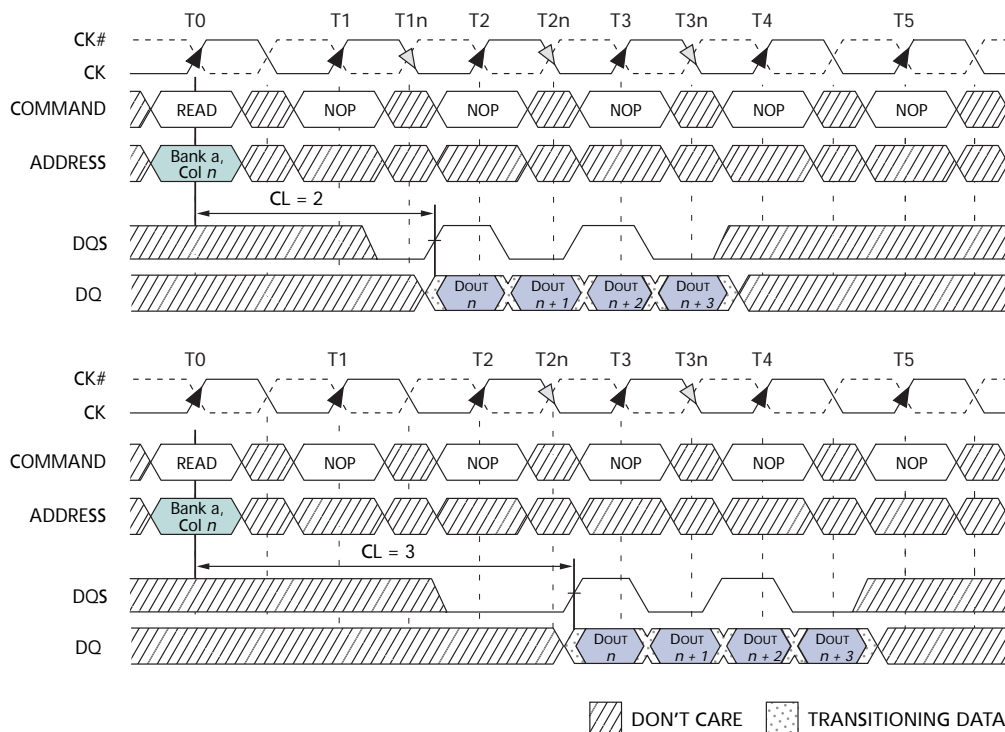 T0 T1 T1n T2 T2n T3 T3n T4 T5
CK#
CK
COMMAND READ NOP NOP NOP NOP NOP
ADDRESS Bank a,
Col n
CL = 2
DQS
DQ DOUT n DOUT n + 1 DOUT n + 2 DOUT n + 3
T0 T1 T2 T2n T3 T3n T4 T5
CK#
CK
COMMAND READ NOP NOP NOP NOP NOP
ADDRESS Bank a,
Col n
CL = 3
DQS
DQ DOUT n DOUT n + 1 DOUT n + 2 DOUT n + 3
DON'T CARE TRANSITIONING DATA